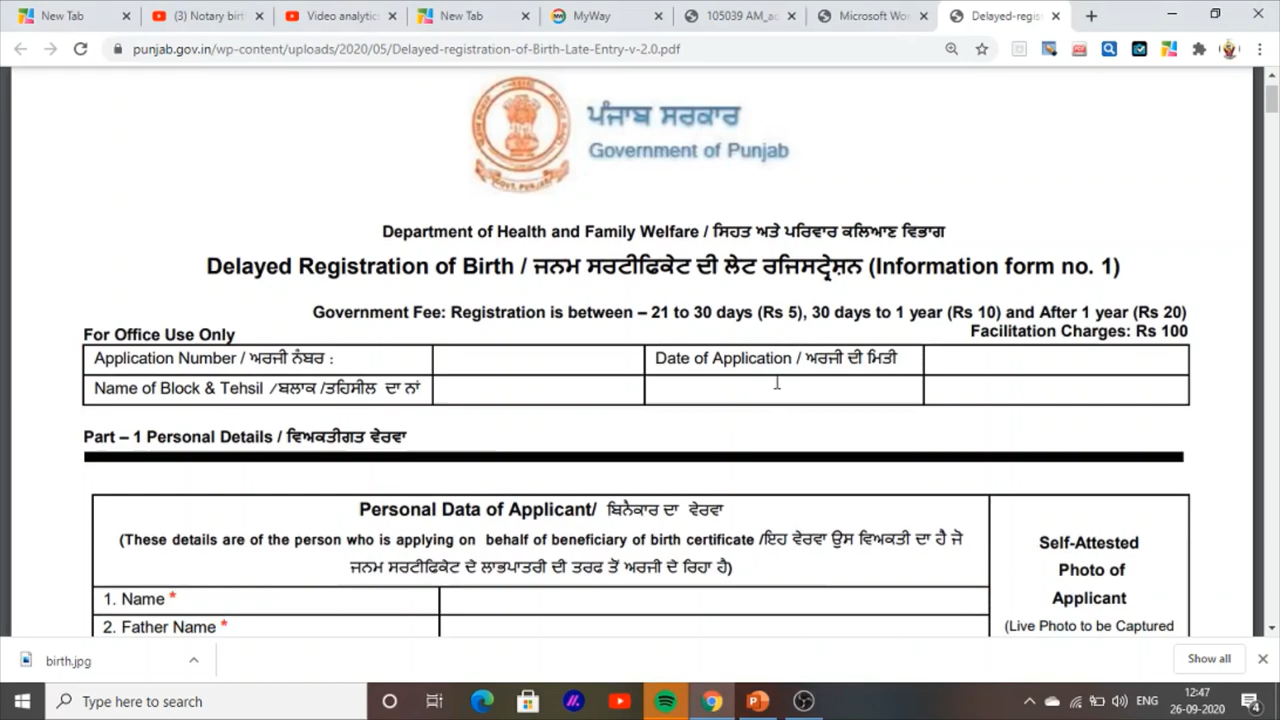 New Tab
(3) Notary birt
Video analytic
New Tab
MyWay
105039 AM_ac
Microsoft Wo
Delayed-regis
punjab.gov.in/wp-content/uploads/2020/05/Delayed-registration-of-Birth-Late-Entry-v-2.0.pdf
ਪੰਜਾਬ ਸਰਕਾਰ
Government of Punjab
Department of Health and Family Welfare / ਸਿਹਤ ਅਤੇ ਪਰਿਵਾਰ ਕਲਿਆਣ ਵਿਭਾਗ
Delayed Registration of Birth / ਜਨਮ ਸਰਟੀਫਿਕੇਟ ਦੀ ਲੇਟ ਰਜਿਸਟ੍ਰੇਸ਼ਨ (Information form no. 1)
Government Fee: Registration is between – 21 to 30 days (Rs 5), 30 days to 1 year (Rs 10) and After 1 year (Rs 20)
For Office Use Only
Facilitation Charges: Rs 100
Application Number / ਅਰਜੀ ਨੰਬਰ :
Date of Application / ਅਰਜੀ ਦੀ ਮਿਤੀ
Name of Block & Tehsil /ਬਲਾਕ /ਤਹਿਸੀਲ ਦਾ ਨਾਂ
Part – 1 Personal Details / ਵਿਅਕਤੀਗਤ ਵੇਰਵਾ
Personal Data of Applicant/ ਬਿਨੈਕਾਰ ਦਾ ਵੇਰਵਾ
(These details are of the person who is applying on behalf of beneficiary of birth certificate /ਇਹ ਵੇਰਵਾ ਉਸ ਵਿਅਕਤੀ ਦਾ ਹੈ ਜੋ
ਜਨਮ ਸਰਟੀਫਿਕੇਟ ਦੇ ਲਾਭਪਾਤਰੀ ਦੀ ਤਰਫ ਤੋਂ ਅਰਜੀ ਦੇ ਰਿਹਾ ਹੈ)
Self-Attested
Photo of
Applicant
(Live Photo to be Captured
1. Name *
2. Father Name *
birth.jpg
Show all
Type here to search
ENG
12:47
26-09-2020
4